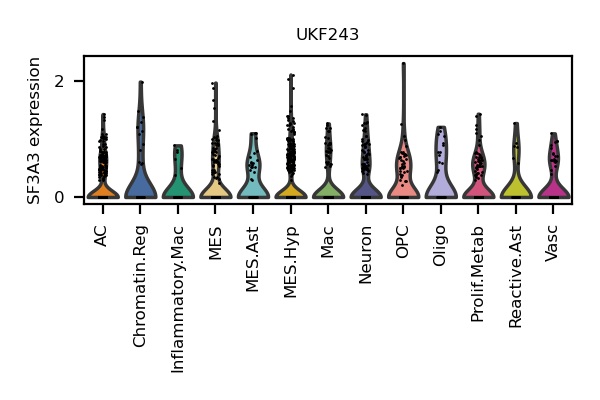 UKF243
SF3A3 expression
2
0
AC
Chromatin.Reg
Inflammatory.Mac
MES
MES.Ast
MES.Hyp
Mac
Neuron
OPC
Oligo
Prolif.Metab
Reactive.Ast
Vasc